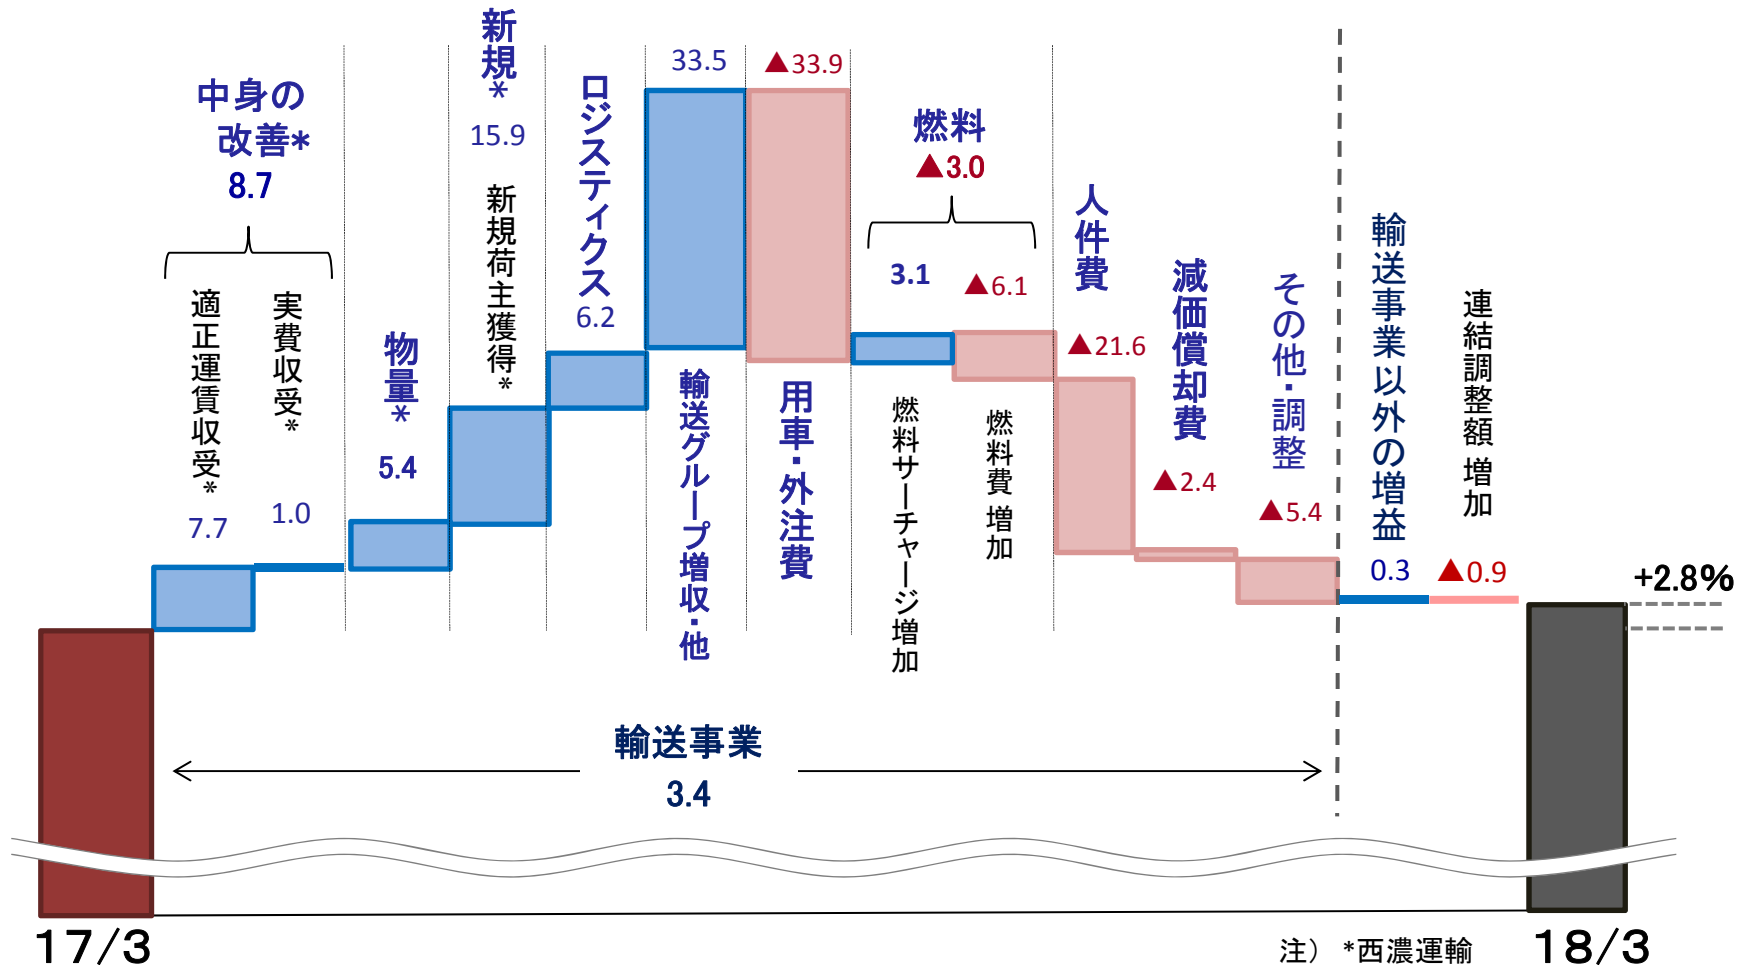 中身の
改善*
8.7
適正運賃収受*
7.7
実費収受*
1.0
物量*
5.4
新規*
15.9
新規荷主獲得*
ロジスティクス
6.2
33.5
輸送グループ増収・他
▲33.9
用車・外注費
燃料
▲3.0
3.1
燃料サーチャージ増加
▲6.1
燃料費 増加
人件費
▲21.6
減価償却費
▲2.4
その他・調整
▲5.4
輸送事業以外の増益
0.3
連結調整額 増加
▲0.9
+2.8%
輸送事業
3.4
17/3
18/3
注) *西濃運輸